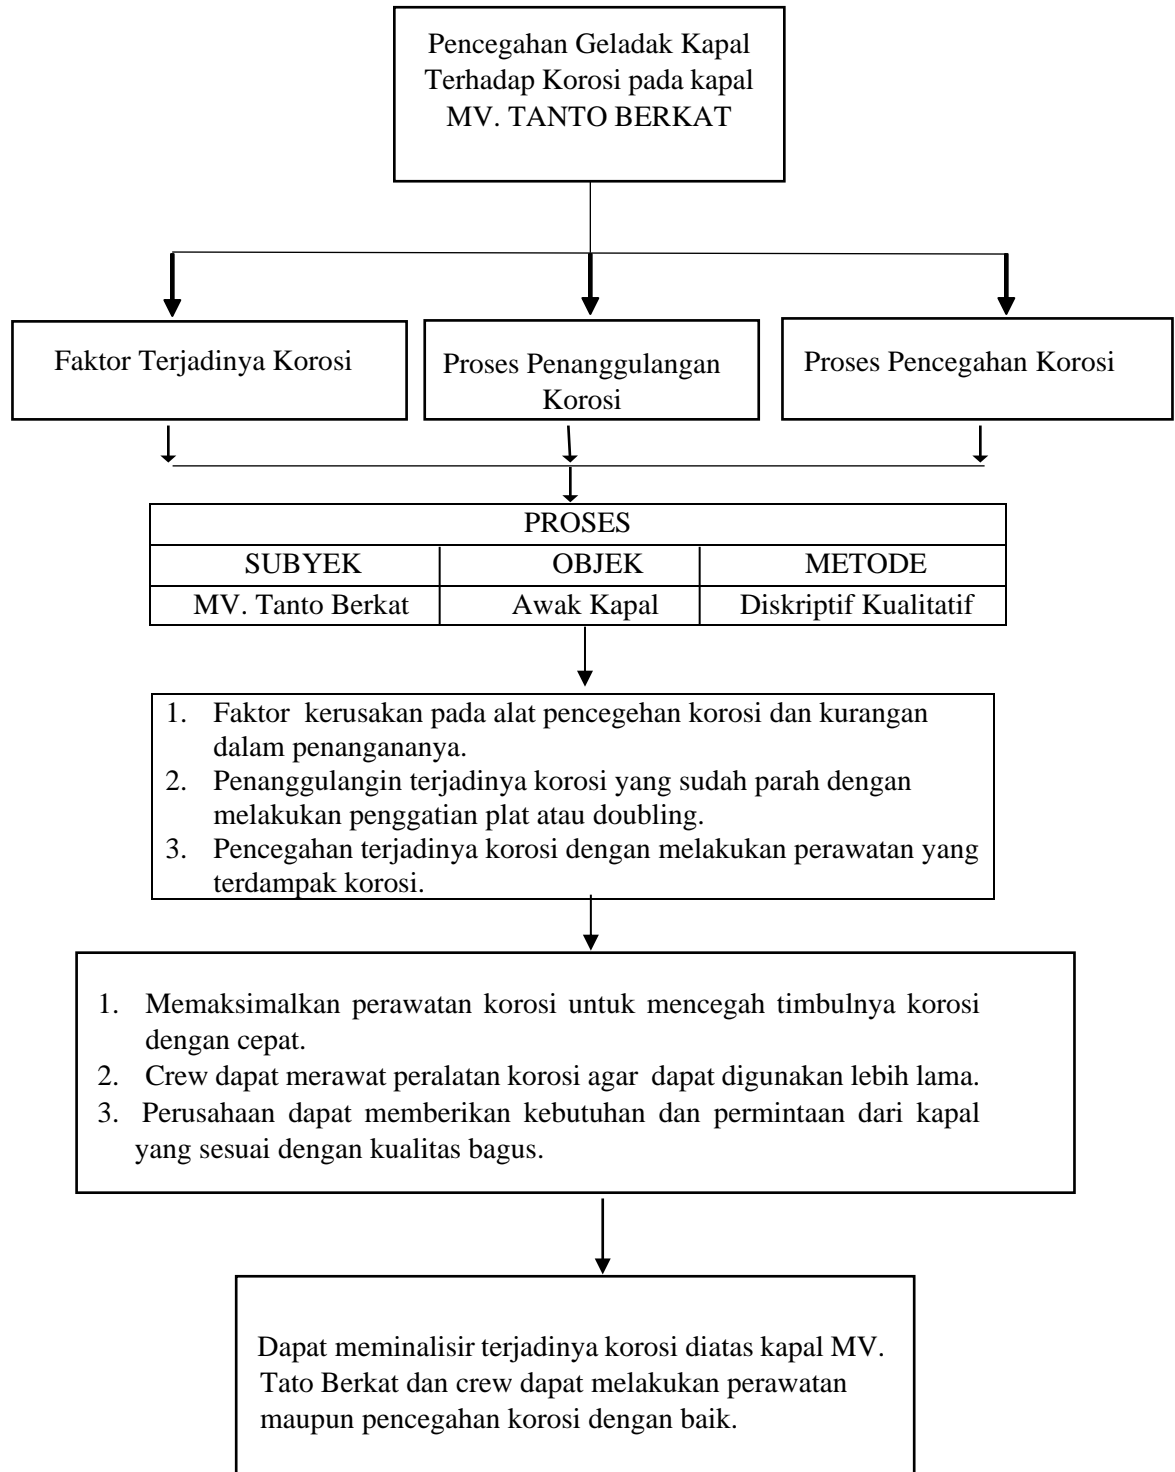 Pencegahan Geladak Kapal
Terhadap Korosi pada kapal
MV. TANTO BERKAT
Faktor Terjadinya Korosi
Proses Penanggulangan
Korosi
Proses Pencegahan Korosi
PROSES
SUBYEK OBJEK METODE
MV. Tanto Berkat Awak Kapal Diskriptif Kualitatif
1. Faktor kerusakan pada alat pencegehan korosi dan kurangan
dalam penangananya.
2. Penanggulangin terjadinya korosi yang sudah parah dengan
melakukan penggatian plat atau doubling.
3. Pencegahan terjadinya korosi dengan melakukan perawatan yang
terdampak korosi.
1. Memaksimalkan perawatan korosi untuk mencegah timbulnya korosi
dengan cepat.
2. Crew dapat merawat peralatan korosi agar dapat digunakan lebih lama.
3. Perusahaan dapat memberikan kebutuhan dan permintaan dari kapal
yang sesuai dengan kualitas bagus.
Dapat meminalisir terjadinya korosi diatas kapal MV.
Tato Berkat dan crew dapat melakukan perawatan
maupun pencegahan korosi dengan baik.